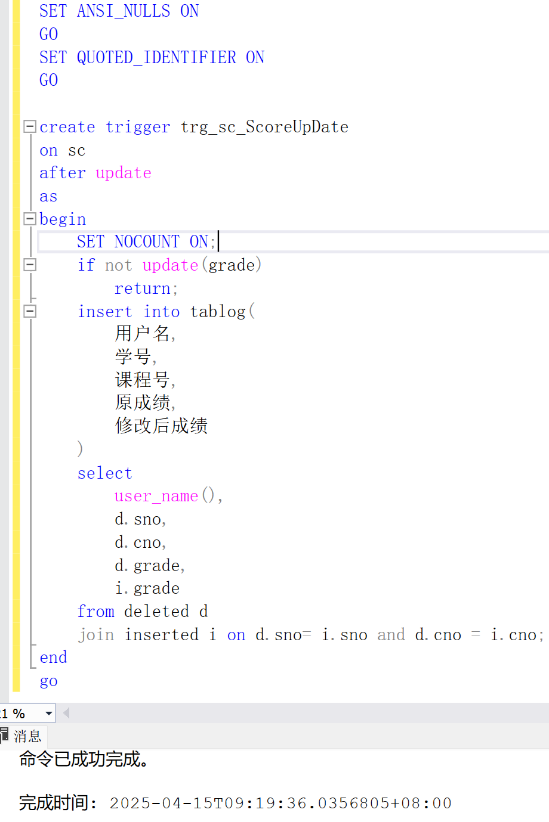 SET ANSI_NULLS ON
GO
SET QUOTED_IDENTIFIER ON
GO
create trigger trg_sc_ScoreUpDate
on sc
after update
as
begin
SET NOCOUNT ON;
if not update(grade)
return;
insert into tablog(
用户名,
学号,
课程号,
原成绩,
修改后成绩
)
select
user_name(),
d.sno,
d.cno,
d.grade,
i.grade
from deleted d
join inserted i on d.sno= i.sno and d.cno = i.cno;
end
go
1 %
消息
命令已成功完成。
完成时间: 2025-04-15T09:19:36.0356805+08:00